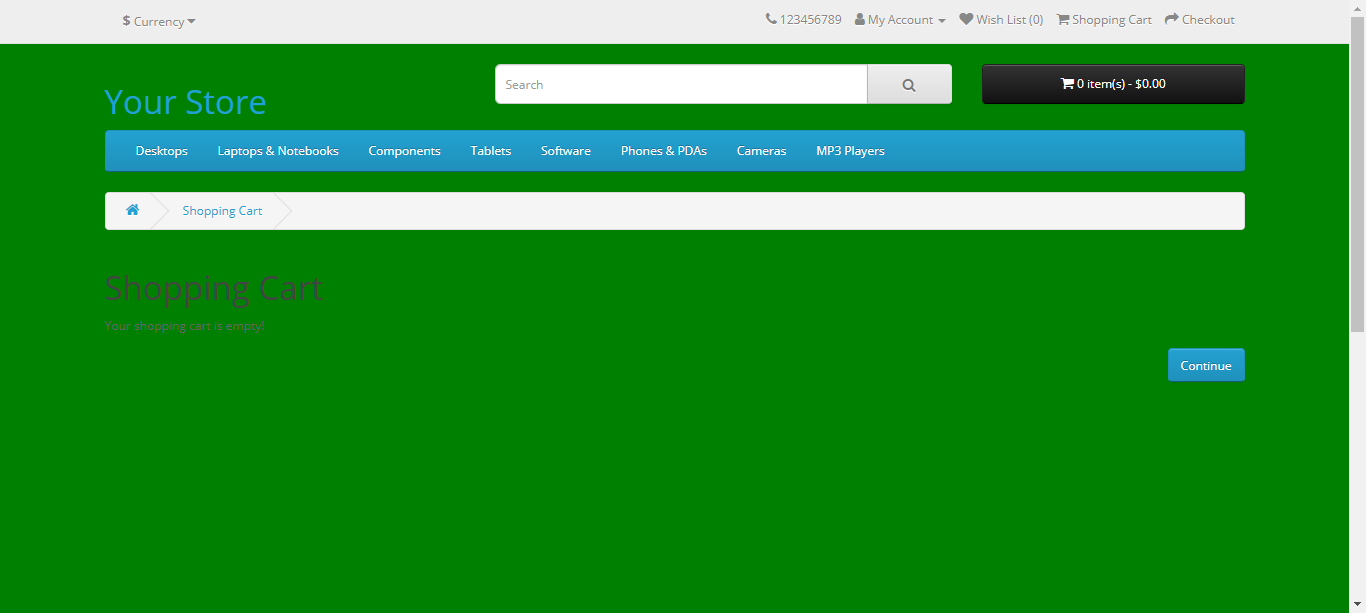 $ Currency
123456789 My Account Wish List (0) Shopping Cart Checkout
Your Store
Search
0 item(s) - $0.00
Desktops Laptops & Notebooks Components Tablets Software Phones & PDAs Cameras MP3 Players
Shopping Cart
Shopping Cart
Your shopping cart is empty!
Continue